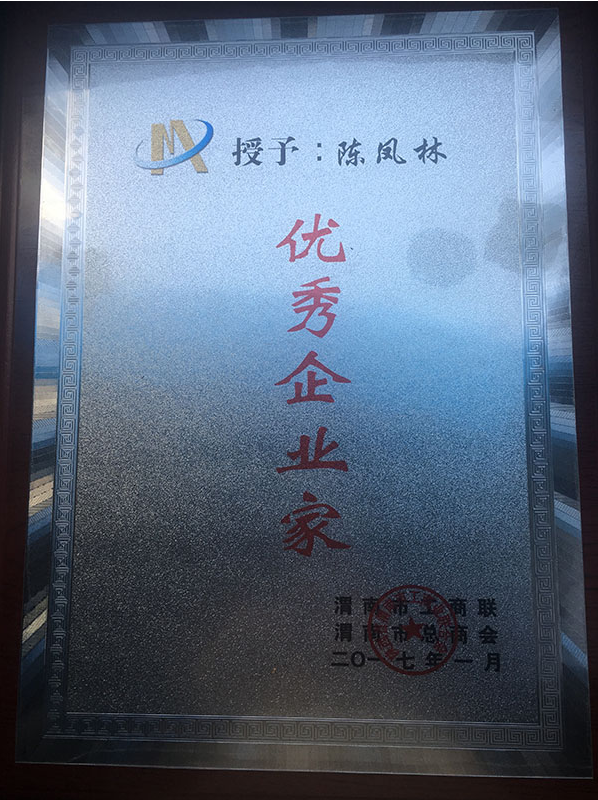 授予：陈凤林
优秀企业家
渭南市工商联
渭南市总商会
二〇一七年一月